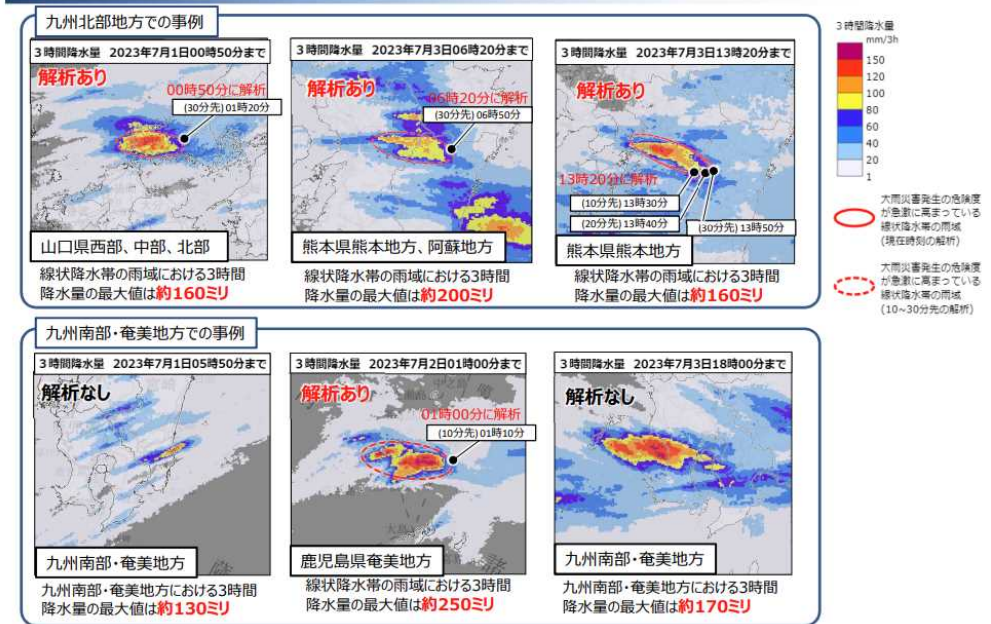 九州北部地方での事例
3時間降水量 2023年7月1日00時50分まで
解析あり
00時50分に解析
(30分先)01時20分
山口県西部、中部、北部
線状降水帯の雨域における3時間
降水量の最大値は約160ミリ
3時間降水量 2023年7月3日06時20分まで
解析あり
06時20分に解析
(30分先)06時50分
熊本県熊本地方、阿蘇地方
線状降水帯の雨域における3時間
降水量の最大値は約200ミリ
3時間降水量 2023年7月3日13時20分まで
解析あり
13時20分に解析
(10分先)13時30分
(20分先)13時40分
(30分先)13時50分
熊本県熊本地方
線状降水帯の雨域における3時間
降水量の最大値は約160ミリ
3時間降水量
mm/3h
150
120
100
80
60
40
20
1
大雨災害発生の危険度
が急激に高まっている
線状降水帯の雨域
(現在時刻の解析)
大雨災害発生の危険度
が急激に高まっている
線状降水帯の雨域
(10~30分先の解析)
九州南部・奄美地方での事例
3時間降水量 2023年7月1日05時50分まで
解析なし
九州南部・奄美地方
九州南部・奄美地方における3時間
降水量の最大値は約130ミリ
3時間降水量 2023年7月2日01時00分まで
解析あり
01時00分に解析
(10分先)01時10分
鹿児島県奄美地方
線状降水帯の雨域における3時間
降水量の最大値は約250ミリ
3時間降水量 2023年7月3日18時00分まで
解析なし
九州南部・奄美地方
九州南部・奄美地方における3時間
降水量の最大値は約170ミリ